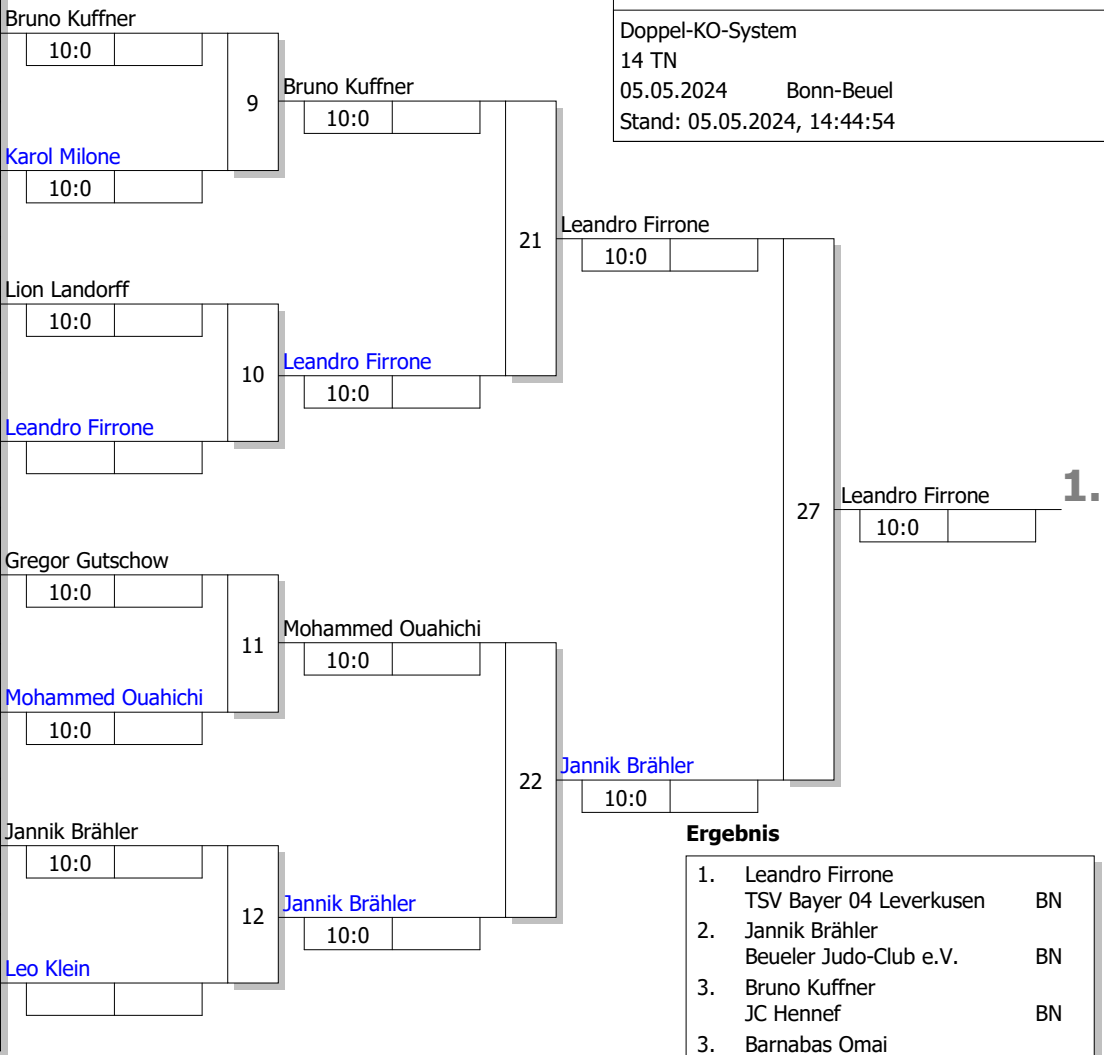 Bruno Kuffner
10:0
9
Karol Milone
10:0
Bruno Kuffner
10:0
Doppel-KO-System
14 TN
05.05.2024 Bonn-Beuel
Stand: 05.05.2024, 14:44:54
21
Leandro Firrone
10:0
Lion Landorff
10:0
10
Leandro Firrone
10:0
Leandro Firrone
27
Leandro Firrone 1.
10:0
Gregor Gutschow
10:0
11
Mohammed Ouahichi
10:0
Mohammed Ouahichi
10:0
22
Jannik Brähler
10:0
Jannik Brähler
10:0
12
Jannik Brähler
10:0
Leo Klein
Ergebnis
1. Leandro Firrone
TSV Bayer 04 Leverkusen BN
2. Jannik Brähler
Beueler Judo-Club e.V. BN
3. Bruno Kuffner
JC Hennef BN
3. Barnabas Omai